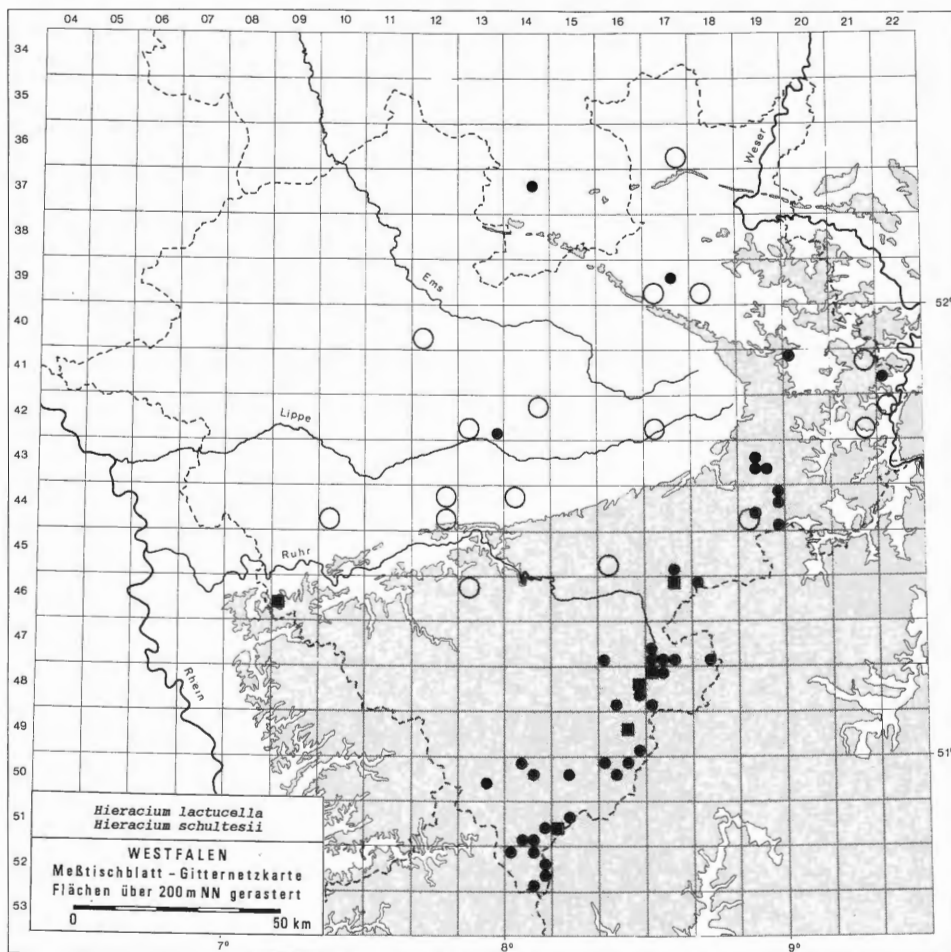 04 05 06 07 08 09 10 11 12 13 14 15 16 17 18 19 20 21 22
34
35
36
37
38
39
40
41
42
43
44
45
46
47
48
49
50
51
52
53
Weser
Ems
52°
Lippe
Ruhr
Rhein
51°
Hieracium lactucella
Hieracium schultesii
WESTFALEN
Meßtischblatt - Gitternetzkarte
Flächen über 200 m NN gerastert
0 50 km
7° 8° 9°